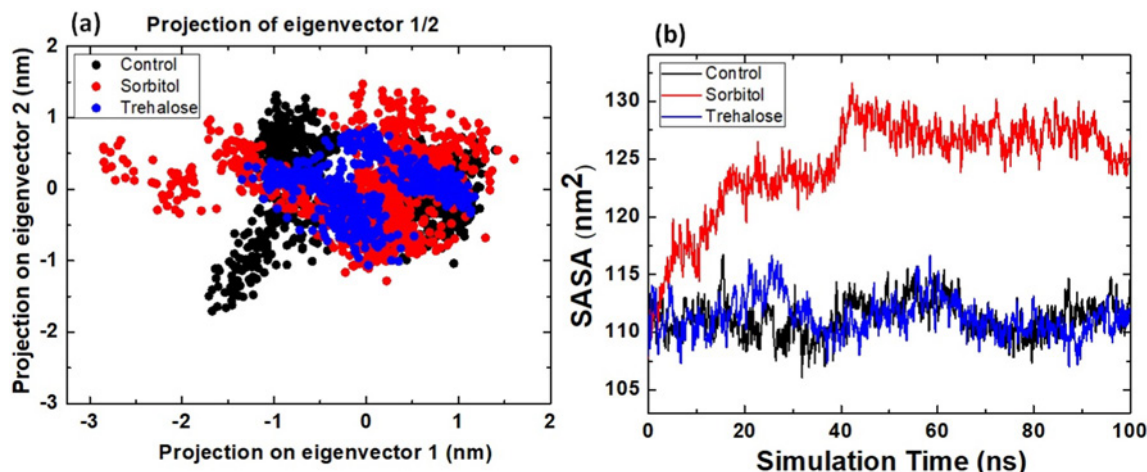 (a)
Projection of eigenvector 1/2
Projection on eigenvector 2 (nm)
2
1
0
-1
-2
-3
Control
Sorbitol
Trehalose
-3
-2
-1
0
1
2
Projection on eigenvector 1 (nm)
(b)
SASA (nm²)
130
125
120
115
110
105
Control
Sorbitol
Trehalose
0
20
40
60
80
100
Simulation Time (ns)